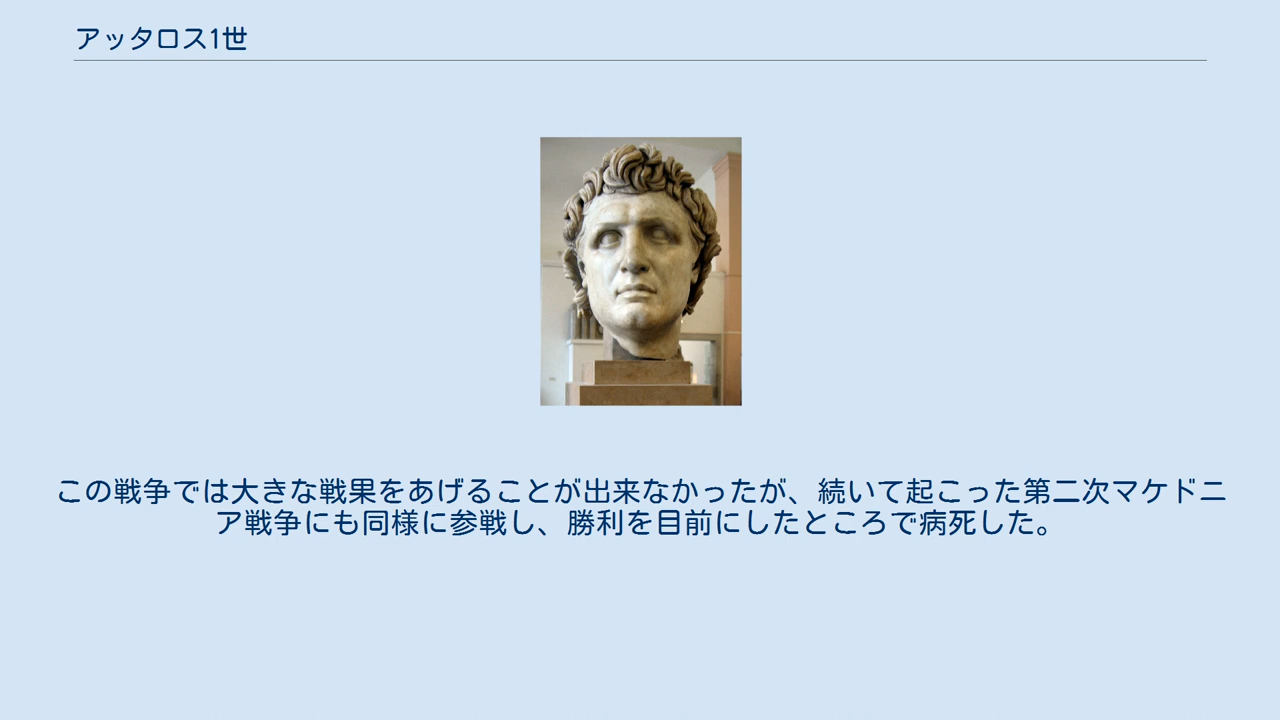 アッタロス1世
この戦争では大きな戦果をあげることが出来なかったが、続いて起こった第二次マケドニ
ア戦争にも同様に参戦し、勝利を目前にしたところで病死した。